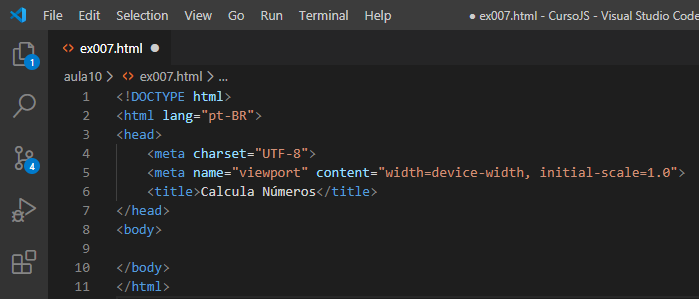 File Edit Selection View Go Run Terminal Help ● ex007.html - CursoJS - Visual Studio Code
<> ex007.html ●
1
aula10 > <> ex007.html > ...
1 <!DOCTYPE html>
2 <html lang="pt-BR">
3 <head>
4     <meta charset="UTF-8">
5     <meta name="viewport" content="width=device-width, initial-scale=1.0">
4
6     <title>Calcula Números</title>
7 </head>
8 <body>
9
10 </body>
11 </html>